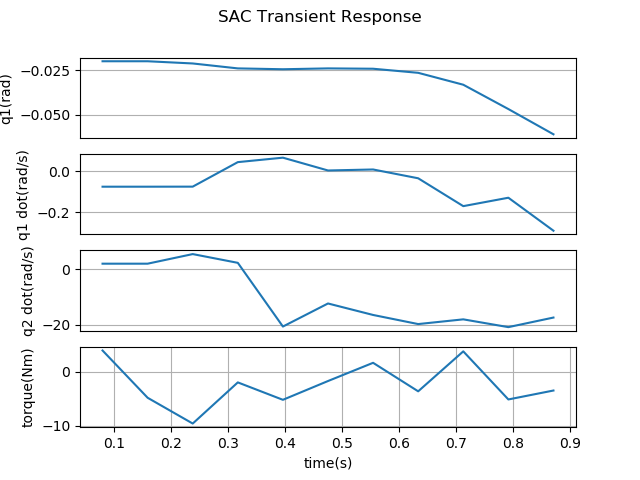 SAC Transient Response
q1(rad)
−0.025
−0.050
q1 dot(rad/s)
0.0
−0.2
q2 dot(rad/s)
0
−20
torque(Nm)
0
−10
0.1 0.2 0.3 0.4 0.5 0.6 0.7 0.8 0.9
time(s)